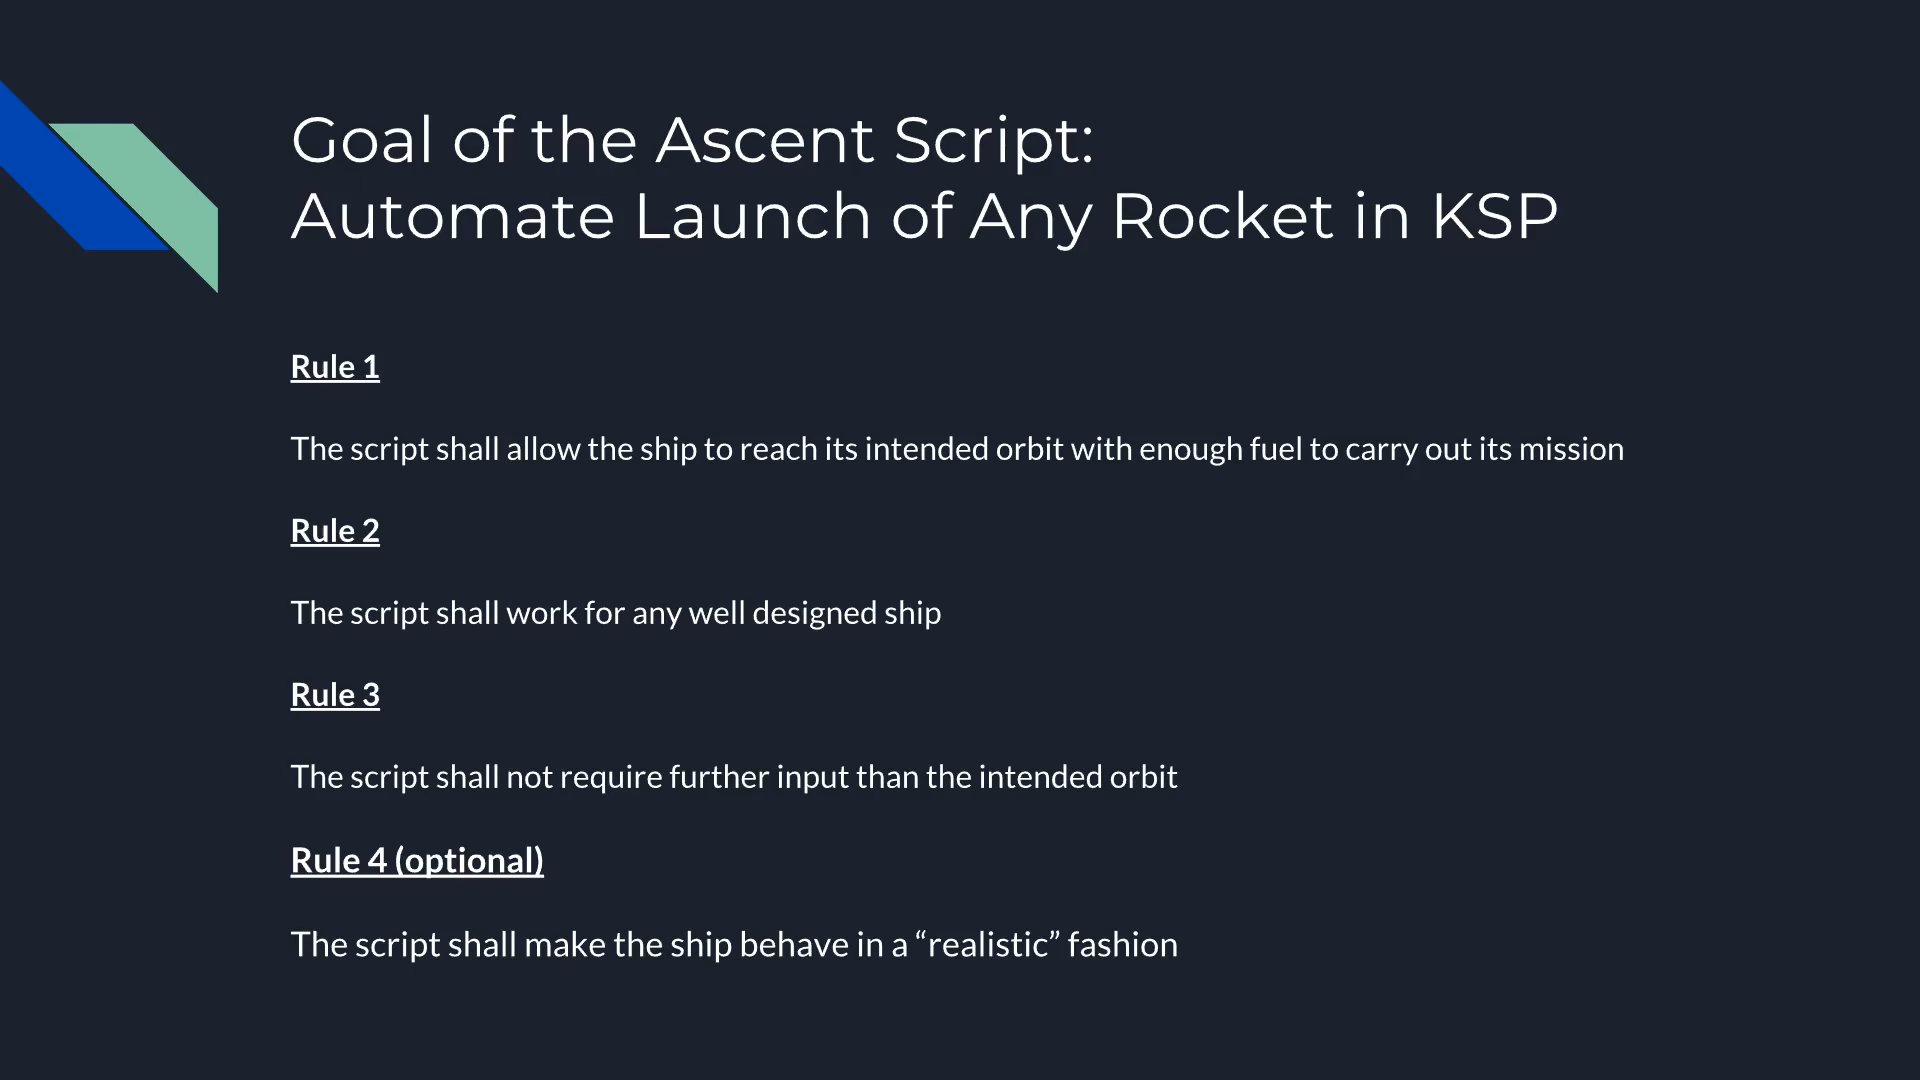 Goal of the Ascent Script:
Automate Launch of Any Rocket in KSP
Rule 1
The script shall allow the ship to reach its intended orbit with enough fuel to carry out its mission
Rule 2
The script shall work for any well designed ship
Rule 3
The script shall not require further input than the intended orbit
Rule 4 (optional)
The script shall make the ship behave in a “realistic” fashion